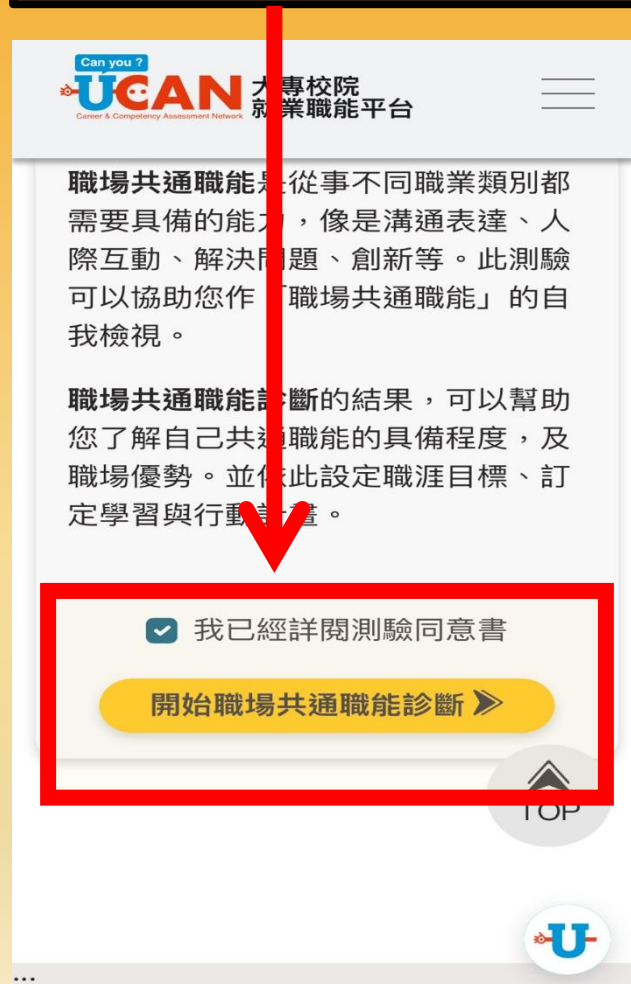 Can you ?
UCAN
Career & Competency Assessment Network
大專校院
就業職能平台
職場共通職能是從事不同職業類別都
需要具備的能力，像是溝通表達、人
際互動、解決問題、創新等。此測驗
可以協助您作「職場共通職能」的自
我檢視。
職場共通職能診斷的結果，可以幫助
您了解自己共通職能的具備程度，及
職場優勢。並依此設定職涯目標、訂
定學習與行動計畫。
我已經詳閱測驗同意書
開始職場共通職能診斷
TOP
U
...